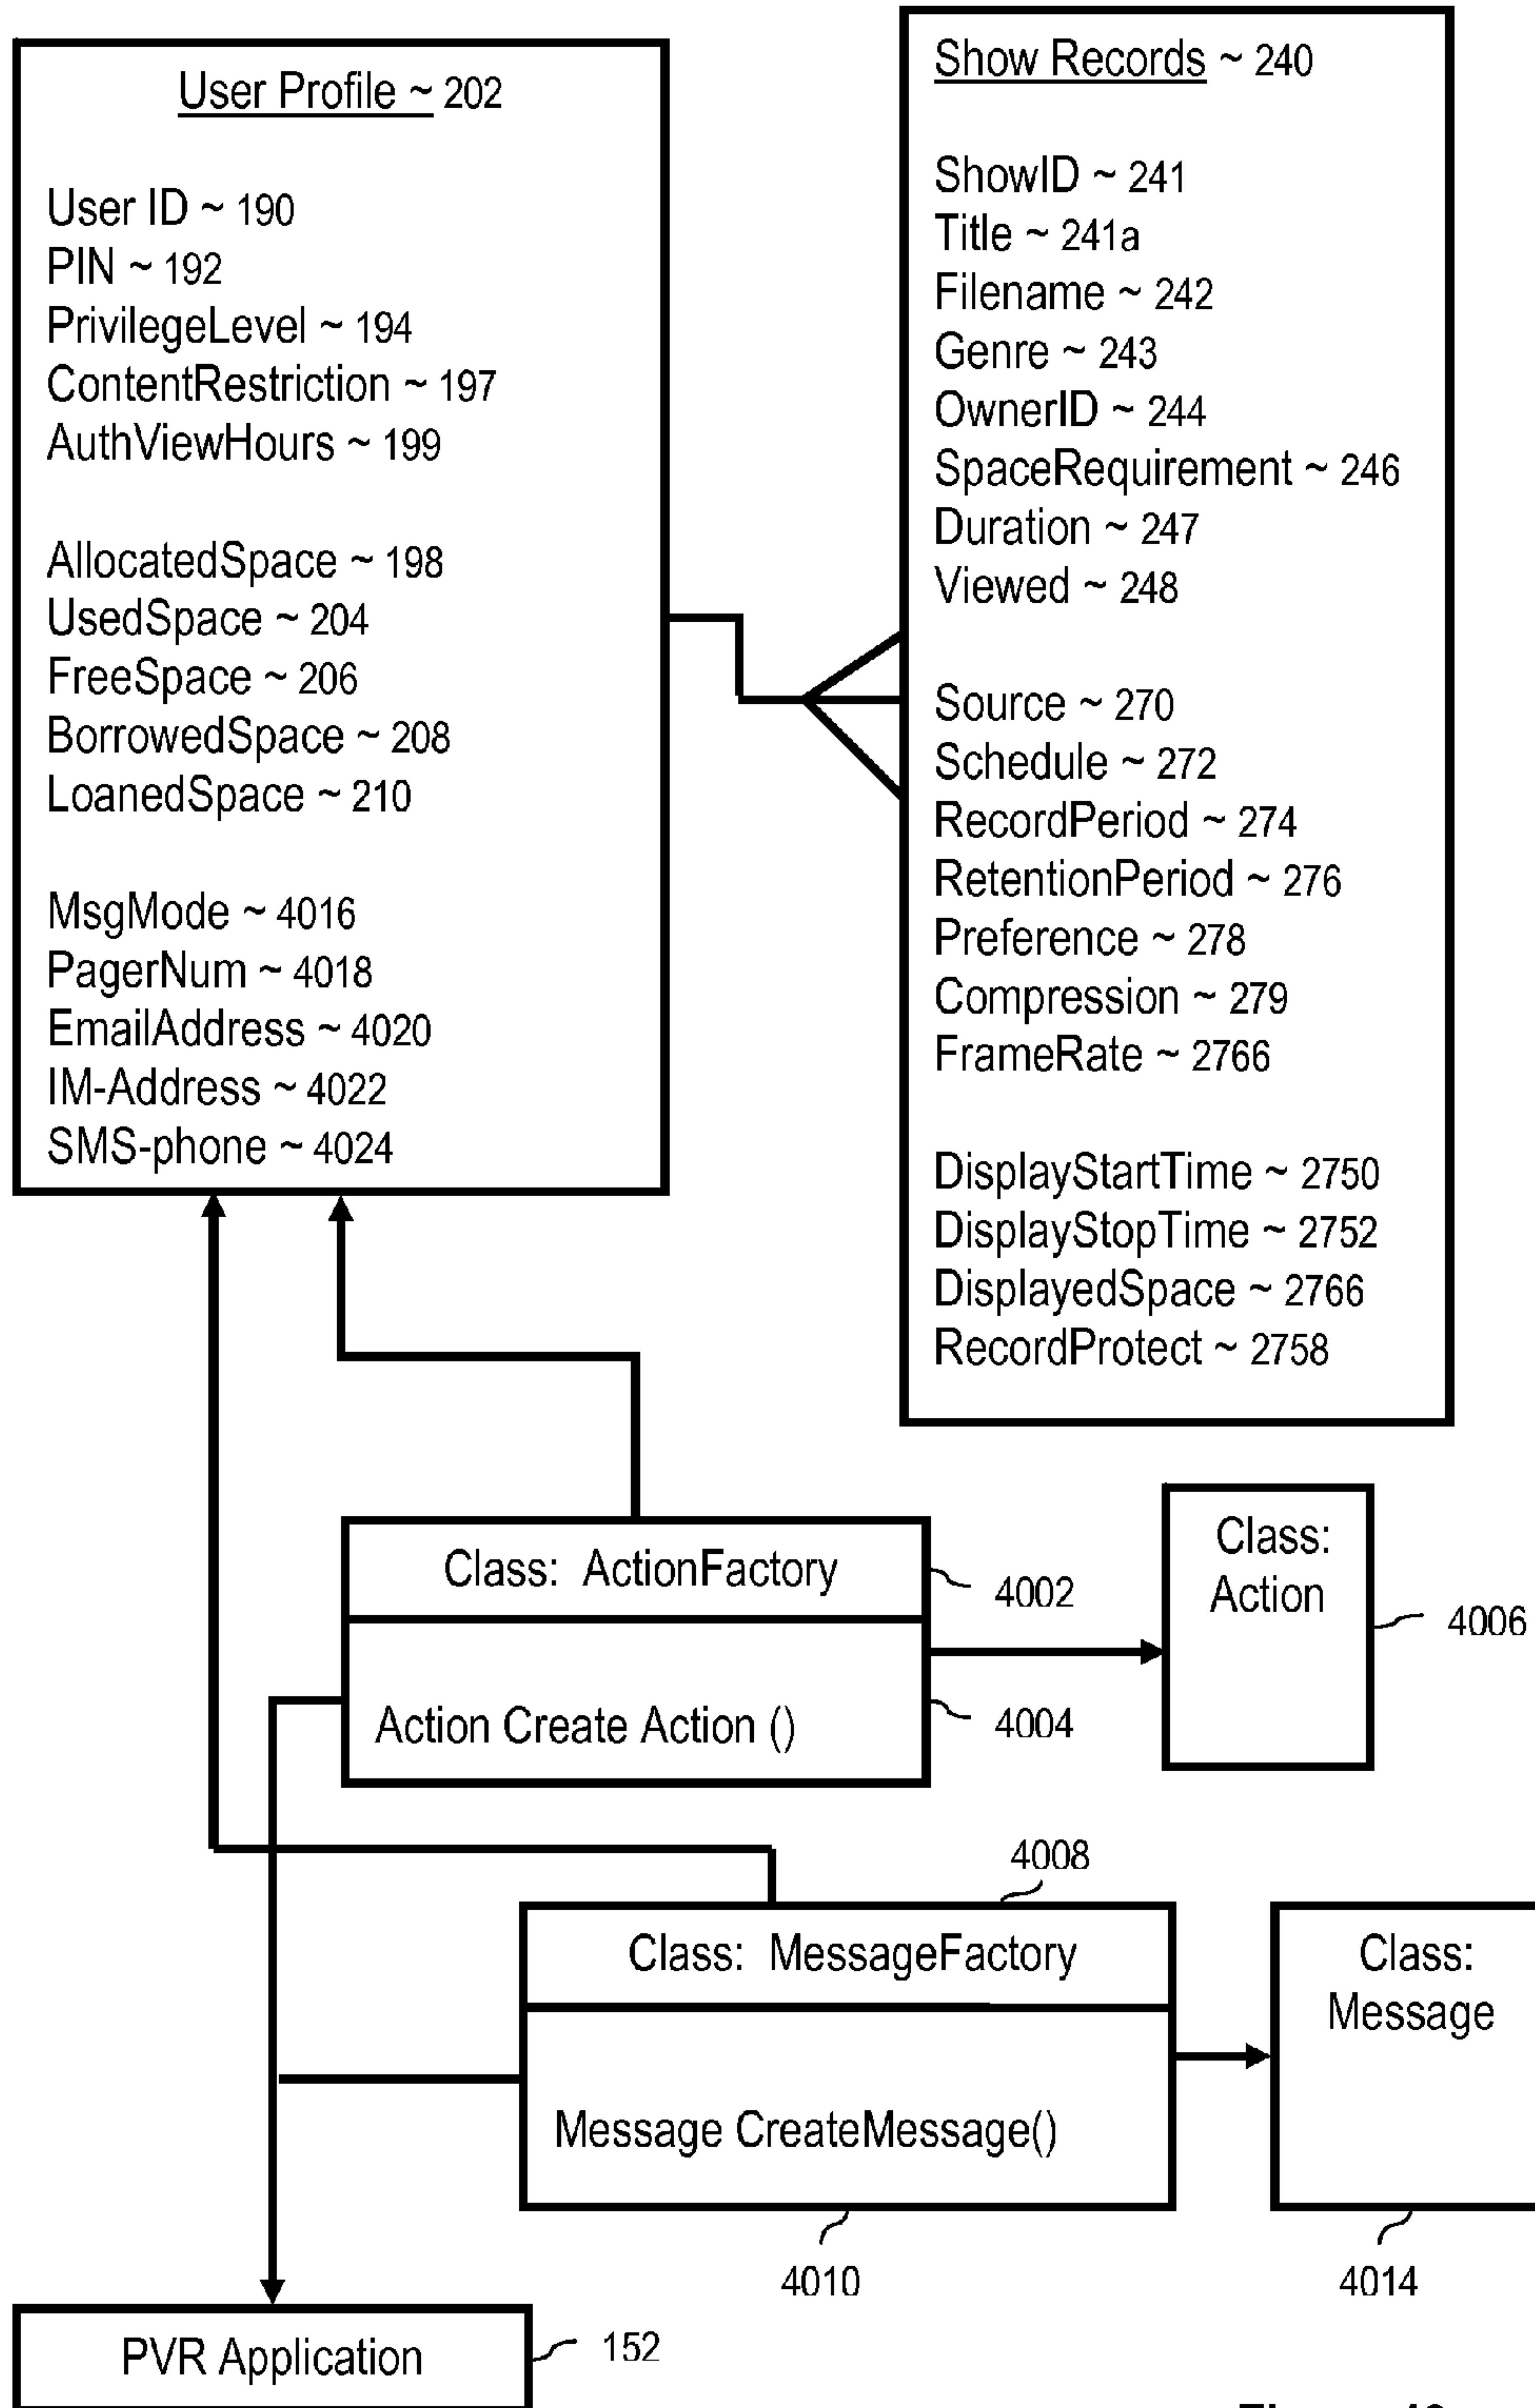 User Profile ~ 202
User ID ~ 190
PIN ~ 192
PrivilegeLevel ~ 194
ContentRestriction ~ 197
AuthViewHours ~ 199
AllocatedSpace ~ 198
UsedSpace ~ 204
FreeSpace ~ 206
BorrowedSpace ~ 208
LoanedSpace ~ 210
MsgMode ~ 4016
PagerNum ~ 4018
EmailAddress ~ 4020
IM-Address ~ 4022
SMS-phone ~ 4024
Show Records ~ 240
ShowID ~ 241
Title ~ 241a
Filename ~ 242
Genre ~ 243
OwnerID ~ 244
SpaceRequirement ~ 246
Duration ~ 247
Viewed ~ 248
Source ~ 270
Schedule ~ 272
RecordPeriod ~ 274
RetentionPeriod ~ 276
Preference ~ 278
Compression ~ 279
FrameRate ~ 2766
DisplayStartTime ~ 2750
DisplayStopTime ~ 2752
DisplayedSpace ~ 2766
RecordProtect ~ 2758
Class: ActionFactory
4002
Action Create Action ()
4004
Class:
Action
4006
4008
Class: MessageFactory
Message CreateMessage()
4010
Class:
Message
4014
PVR Application
152